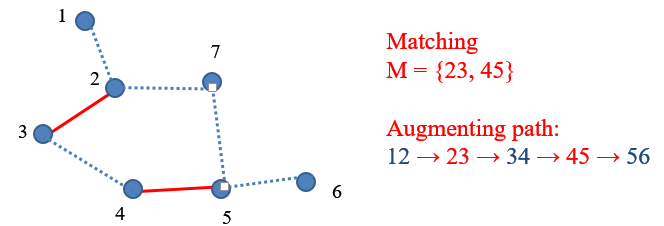 1
7
2
3
4
5
6
Matching
M = {23, 45}
Augmenting path:
12 → 23 → 34 → 45 → 56